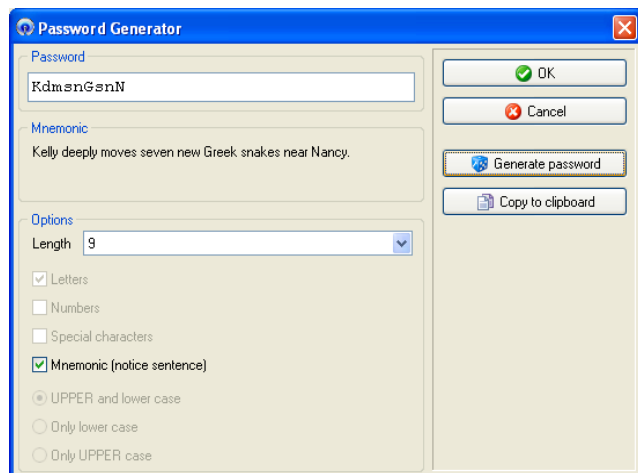 Password Generator
Password
KdmsnGsnN
Mnemonic
Kelly deeply moves seven new Greek snakes near Nancy.
Options
Length 9
Letters
Numbers
Special characters
Mnemonic (notice sentence)
UPPER and lower case
Only lower case
Only UPPER case
OK
Cancel
Generate password
Copy to clipboard